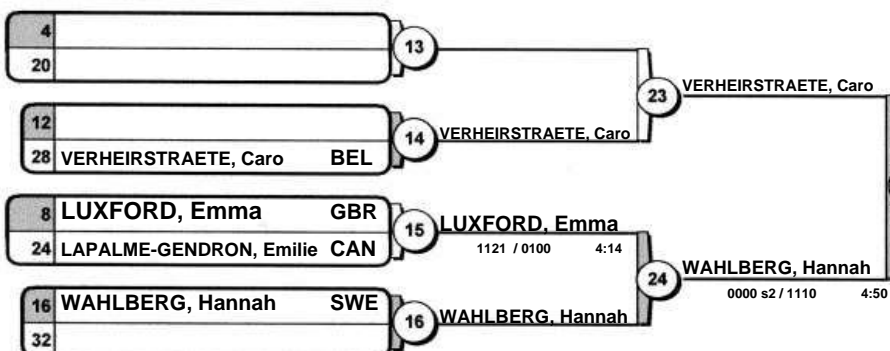 4
20
13
12
28 VERHEIRSTRAETE, Caro BEL
14
VERHEIRSTRAETE, Caro
23
VERHEIRSTRAETE, Caro
8 LUXFORD, Emma GBR
24 LAPALME-GENDRON, Emilie CAN
15
LUXFORD, Emma
1121 / 0100 4:14
16 WAHLBERG, Hannah SWE
32
16
WAHLBERG, Hannah
24
WAHLBERG, Hannah
0000 s2 / 1110 4:50